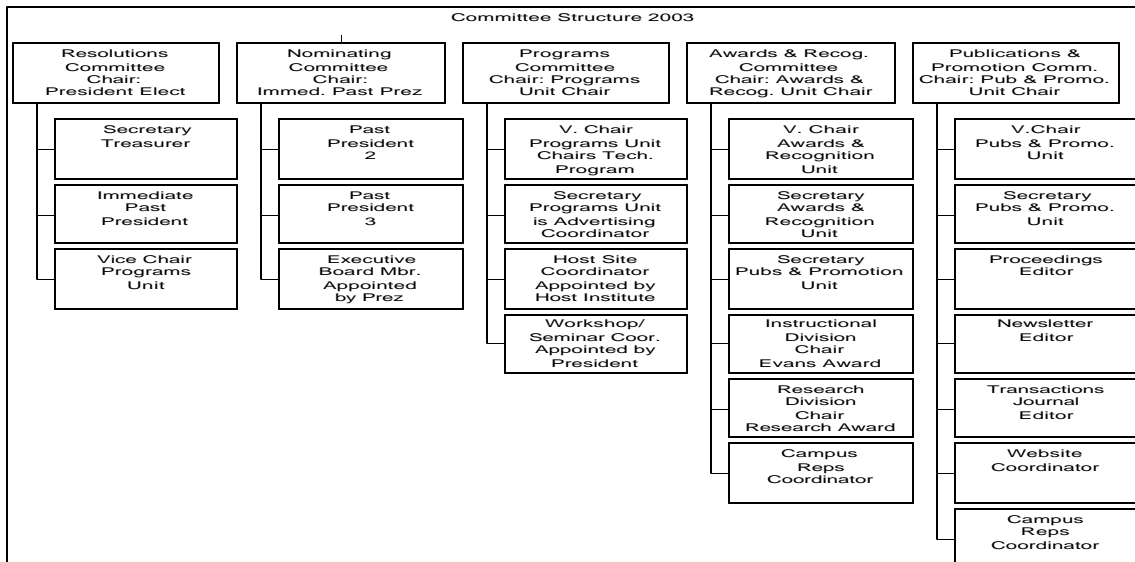 Committee Structure 2003
Resolutions
Committee
Chair:
President Elect
Secretary
Treasurer
Immediate
Past
President
Vice Chair
Programs
Unit
Nominating
Committee
Chair:
Immed. Past Prez
Past
President
2
Past
President
3
Executive
Board Mbr.
Appointed
by Prez
Programs
Committee
Chair: Programs
Unit Chair
V. Chair
Programs Unit
Chairs Tech.
Program
Secretary
Programs Unit
is Advertising
Coordinator
Host Site
Coordinator
Appointed by
Host Institute
Workshop/
Seminar Coor.
Appointed by
President
Awards & Recog.
Committee
Chair: Awards &
Recog. Unit Chair
V. Chair
Awards &
Recognition
Unit
Secretary
Awards &
Recognition
Unit
Secretary
Pubs & Promotion
Unit
Instructional
Division
Chair
Evans Award
Research
Division
Chair
Research Award
Campus
Reps
Coordinator
Publications &
Promotion Comm.
Chair: Pub & Promo.
Unit Chair
V.Chair
Pubs & Promo.
Unit
Secretary
Pubs & Promo.
Unit
Proceedings
Editor
Newsletter
Editor
Transactions
Journal
Editor
Website
Coordinator
Campus
Reps
Coordinator